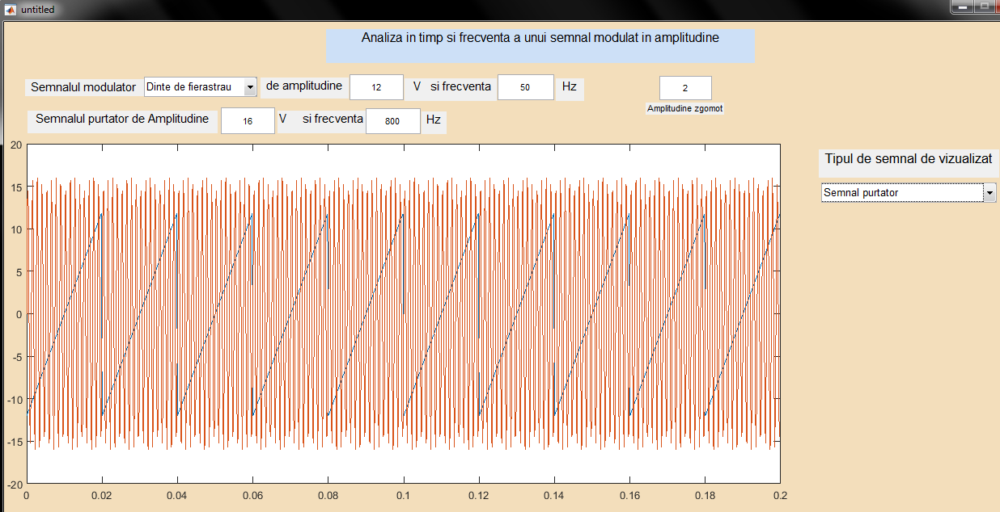 untitled
Analiza in timp si frecventa a unui semnal modulat in amplitudine
Semnalul modulator Dinte de fierastrau de amplitudine 12 V si frecventa 50 Hz 2
Amplitudine zgomot
Semnalul purtator de Amplitudine 16 V si frecventa 800 Hz
Tipul de semnal de vizualizat
Semnal purtator
20
15
10
5
0
-5
-10
-15
-20
0 0.02 0.04 0.06 0.08 0.1 0.12 0.14 0.16 0.18 0.2